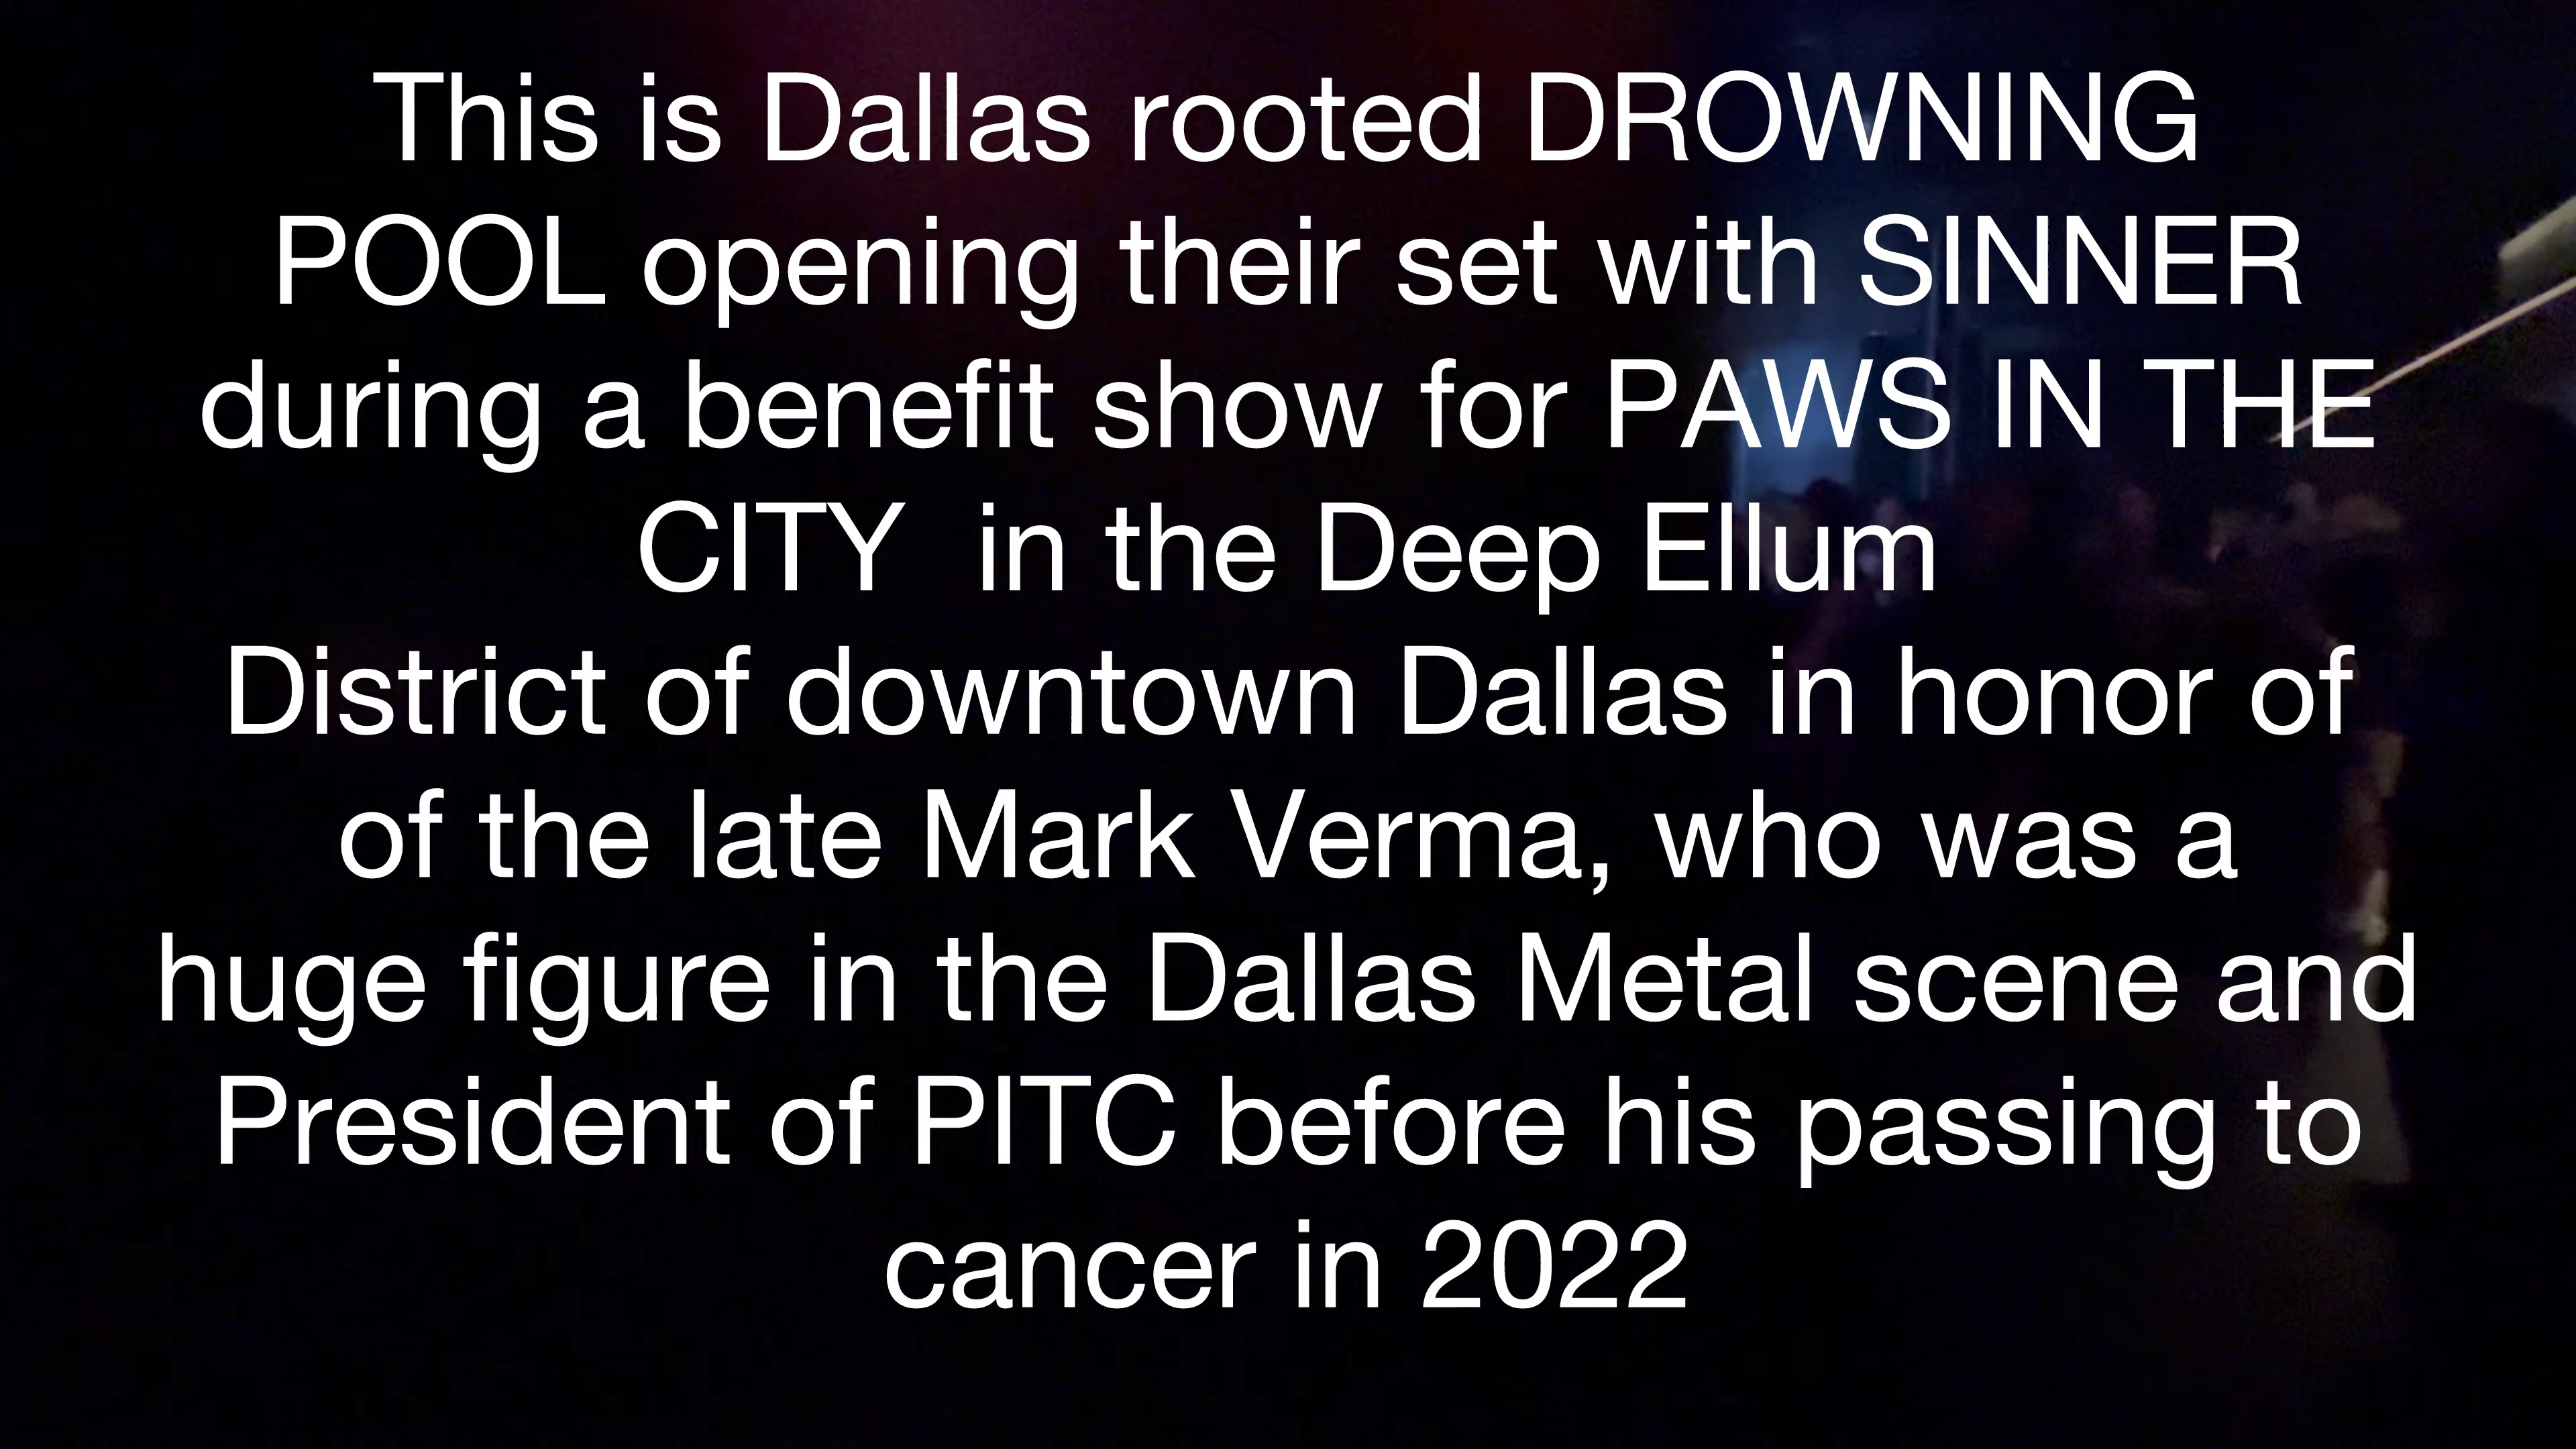 This is Dallas rooted DROWNING
POOL opening their set with SINNER
during a benefit show for PAWS IN THE
CITY  in the Deep Ellum
District of downtown Dallas in honor of
of the late Mark Verma, who was a
huge figure in the Dallas Metal scene and
President of PITC before his passing to
cancer in 2022